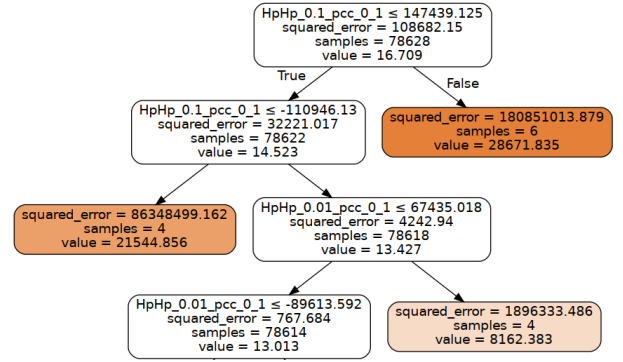 HpHp_0.1_pcc_0_1 ≤ 147439.125
squared_error = 108682.15
samples = 78628
value = 16.709
True
False
HpHp_0.1_pcc_0_1 ≤ -110946.13
squared_error = 32221.017
samples = 78622
value = 14.523
squared_error = 180851013.879
samples = 6
value = 28671.835
squared_error = 86348499.162
samples = 4
value = 21544.856
HpHp_0.01_pcc_0_1 ≤ 67435.018
squared_error = 4242.94
samples = 78618
value = 13.427
HpHp_0.01_pcc_0_1 ≤ -89613.592
squared_error = 767.684
samples = 78614
value = 13.013
squared_error = 1896333.486
samples = 4
value = 8162.383